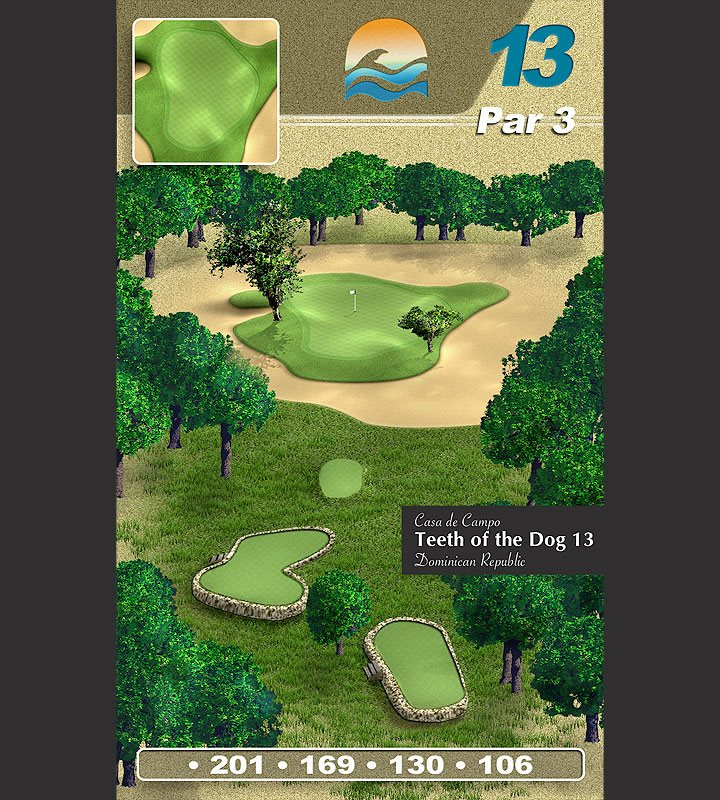 13
Par 3
Casa de Campo
Teeth of the Dog 13
Dominican Republic
• 201 • 169 • 130 • 106